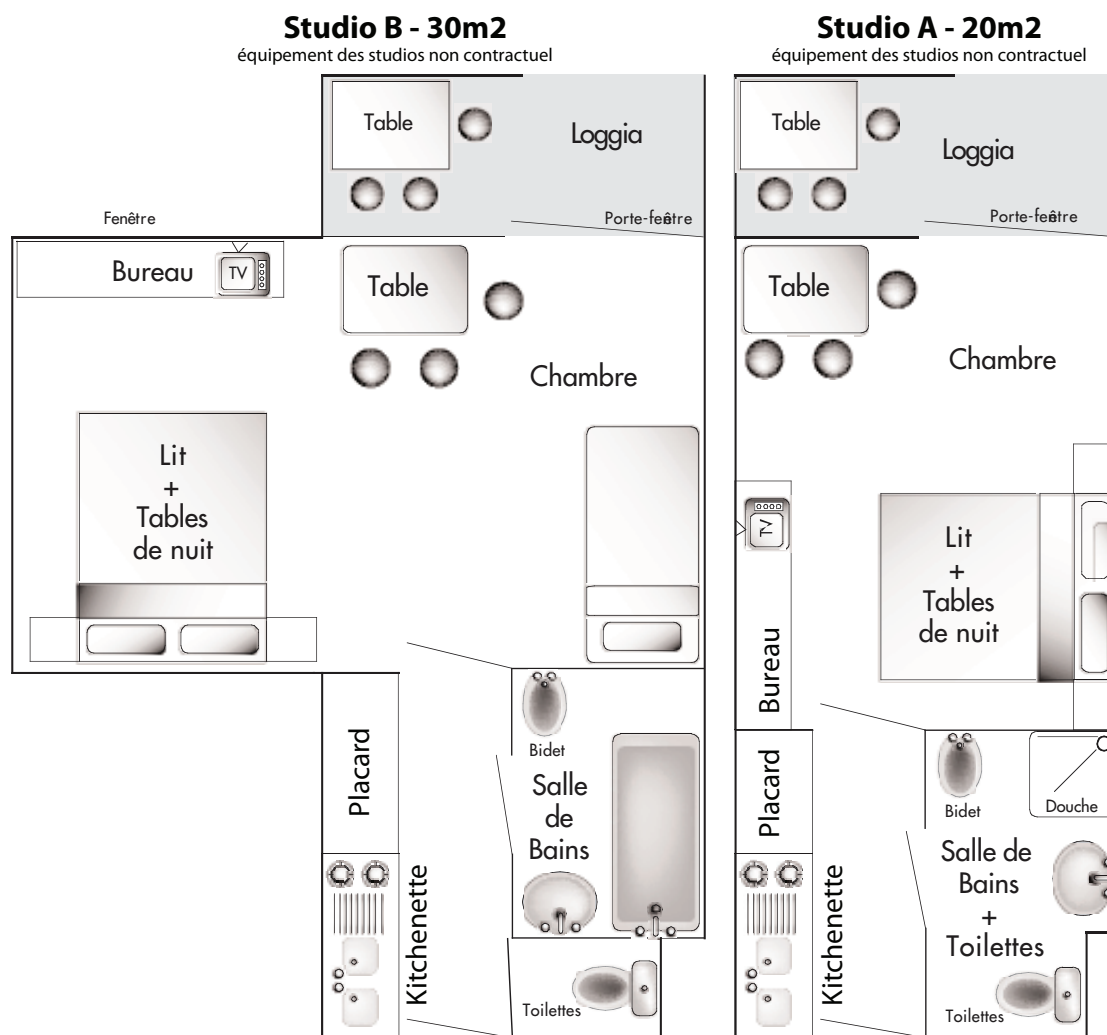 Studio B - 30m2
équipement des studios non contractuel
Table
Loggia
Fenêtre
Porte-fenêtre
Bureau
TV
Table
Chambre
Lit
+
Tables
de nuit
Bidet
Placard
Salle
de
Bains
Kitchenette
Toilettes
Studio A - 20m2
équipement des studios non contractuel
Table
Loggia
Porte-fenêtre
Table
Chambre
TV
Lit
+
Tables
de nuit
Bureau
Placard
Bidet
Douche
Salle de
Bains
+
Toilettes
Kitchenette
Toilettes